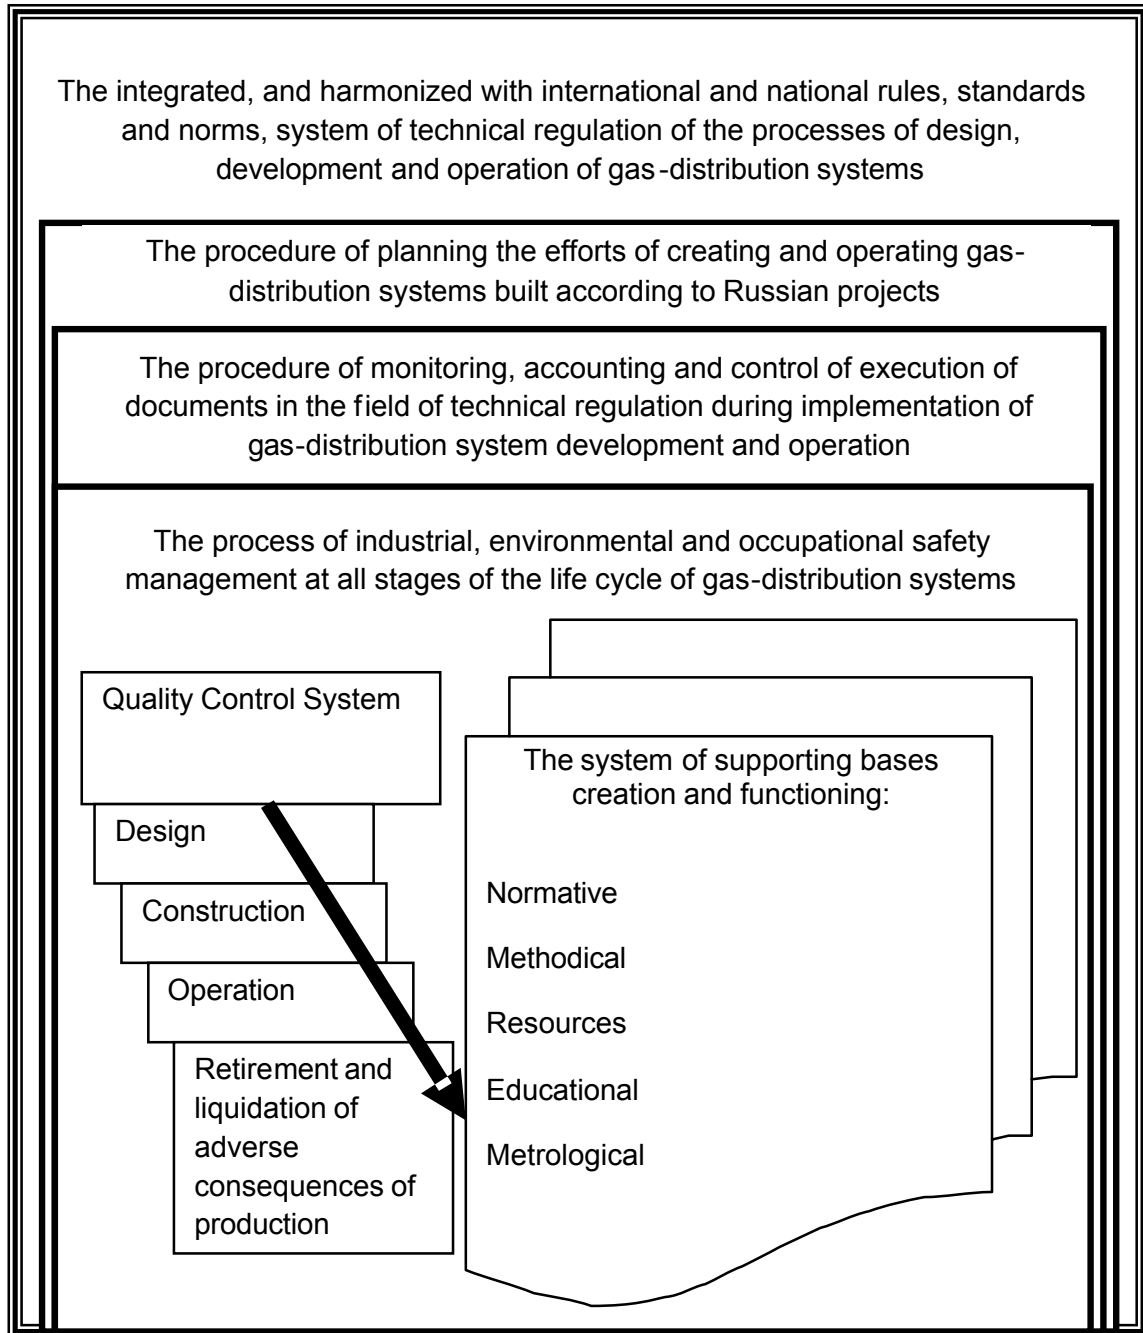 The integrated, and harmonized with international and national rules, standards
and norms, system of technical regulation of the processes of design,
development and operation of gas-distribution systems
The procedure of planning the efforts of creating and operating gas-
distribution systems built according to Russian projects
The procedure of monitoring, accounting and control of execution of
documents in the field of technical regulation during implementation of
gas-distribution system development and operation
The process of industrial, environmental and occupational safety
management at all stages of the life cycle of gas-distribution systems
Quality Control System
Design
Construction
Operation
Retirement and
liquidation of
adverse
consequences of
production
The system of supporting bases
creation and functioning:
Normative
Methodical
Resources
Educational
Metrological